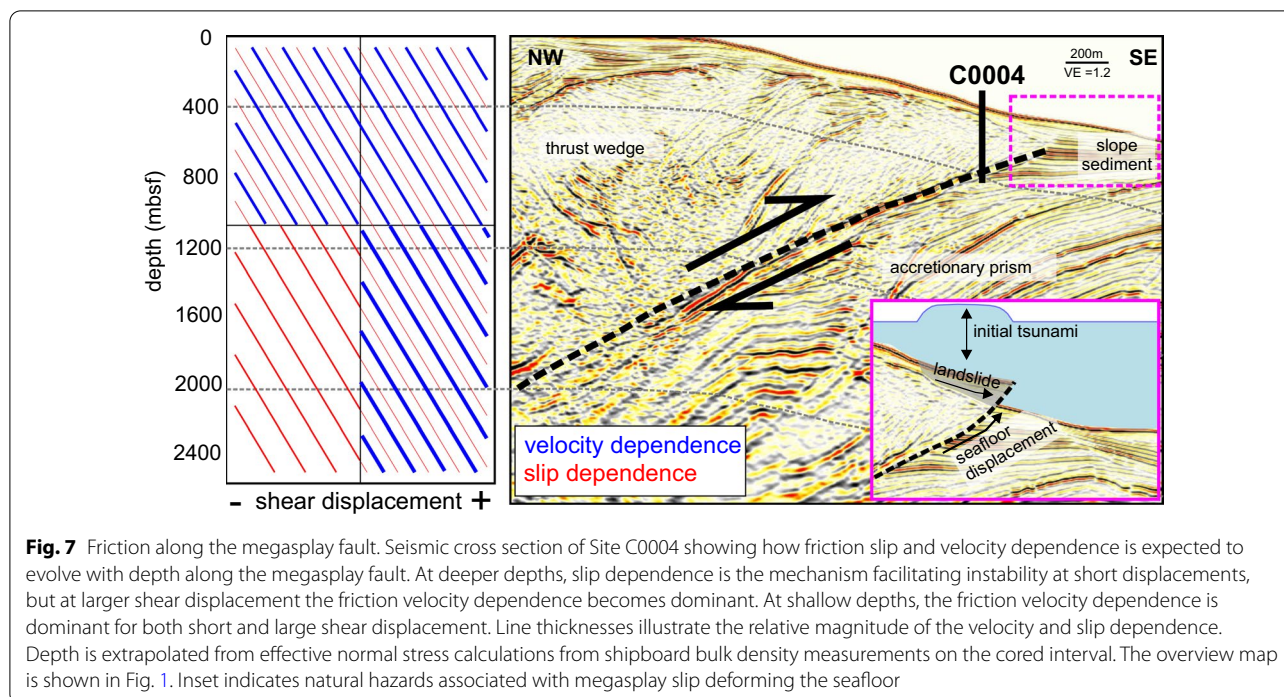 0
400
800
1200
1600
2000
2400
depth (mbsf)
- shear displacement +
NW
C0004
200m
VE =1.2
SE
thrust wedge
slope
sediment
accretionary prism
velocity dependence
slip dependence
initial tsunami
landslide
seafloor
displacement
Fig. 7 Friction along the megasplay fault. Seismic cross section of Site C0004 showing how friction slip and velocity dependence is expected to
evolve with depth along the megasplay fault. At deeper depths, slip dependence is the mechanism facilitating instability at short displacements,
but at larger shear displacement the friction velocity dependence becomes dominant. At shallow depths, the friction velocity dependence is
dominant for both short and large shear displacement. Line thicknesses illustrate the relative magnitude of the velocity and slip dependence.
Depth is extrapolated from effective normal stress calculations from shipboard bulk density measurements on the cored interval. The overview map
is shown in Fig. 1. Inset indicates natural hazards associated with megasplay slip deforming the seafloor